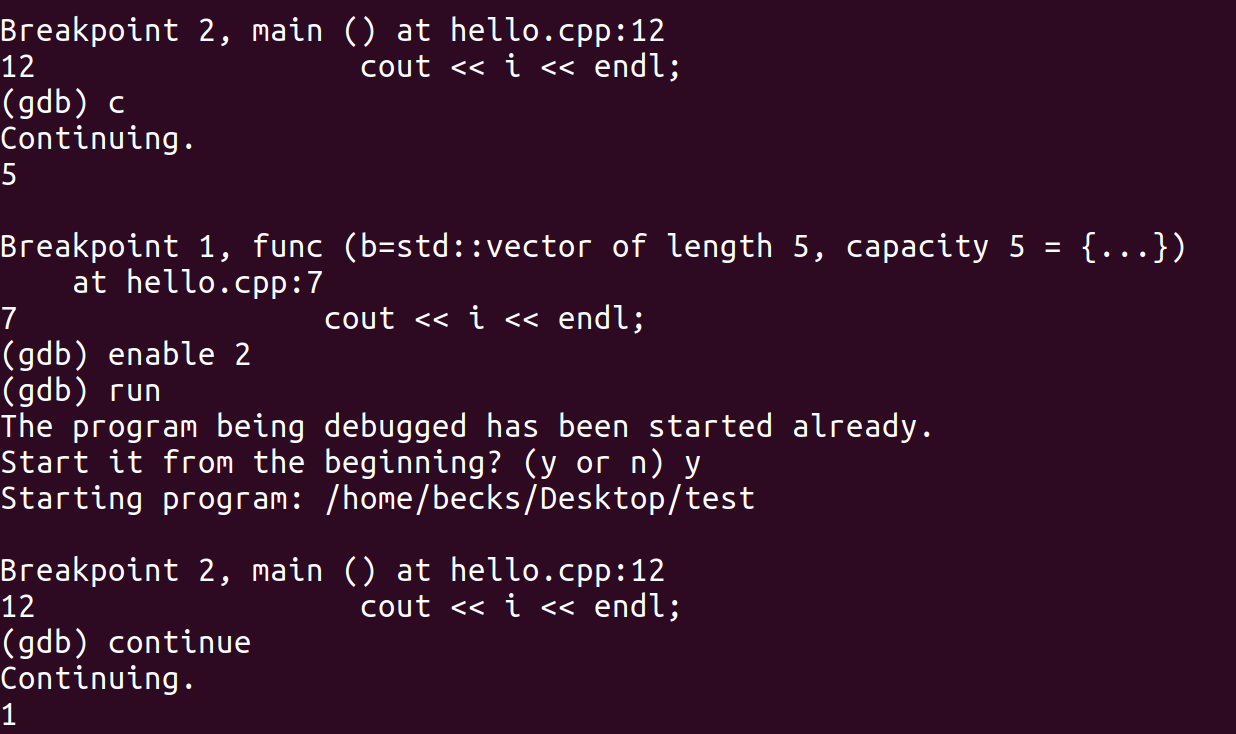 Breakpoint 2, main () at hello.cpp:12
12                  cout << i << endl;
(gdb) c
Continuing.
5
Breakpoint 1, func (b=std::vector of length 5, capacity 5 = {...})
    at hello.cpp:7
7                 cout << i << endl;
(gdb) enable 2
(gdb) run
The program being debugged has been started already.
Start it from the beginning? (y or n) y
Starting program: /home/becks/Desktop/test
Breakpoint 2, main () at hello.cpp:12
12                  cout << i << endl;
(gdb) continue
Continuing.
1